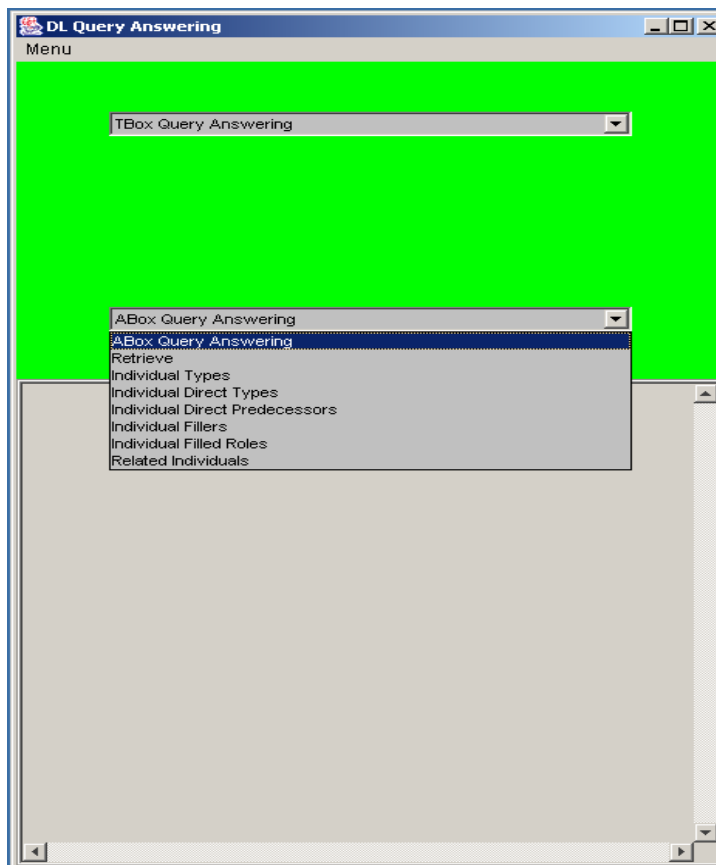 DL Query Answering
Menu
TBox Query Answering
ABox Query Answering
ABox Query Answering
Retrieve
Individual Types
Individual Direct Types
Individual Direct Predecessors
Individual Fillers
Individual Filled Roles
Related Individuals